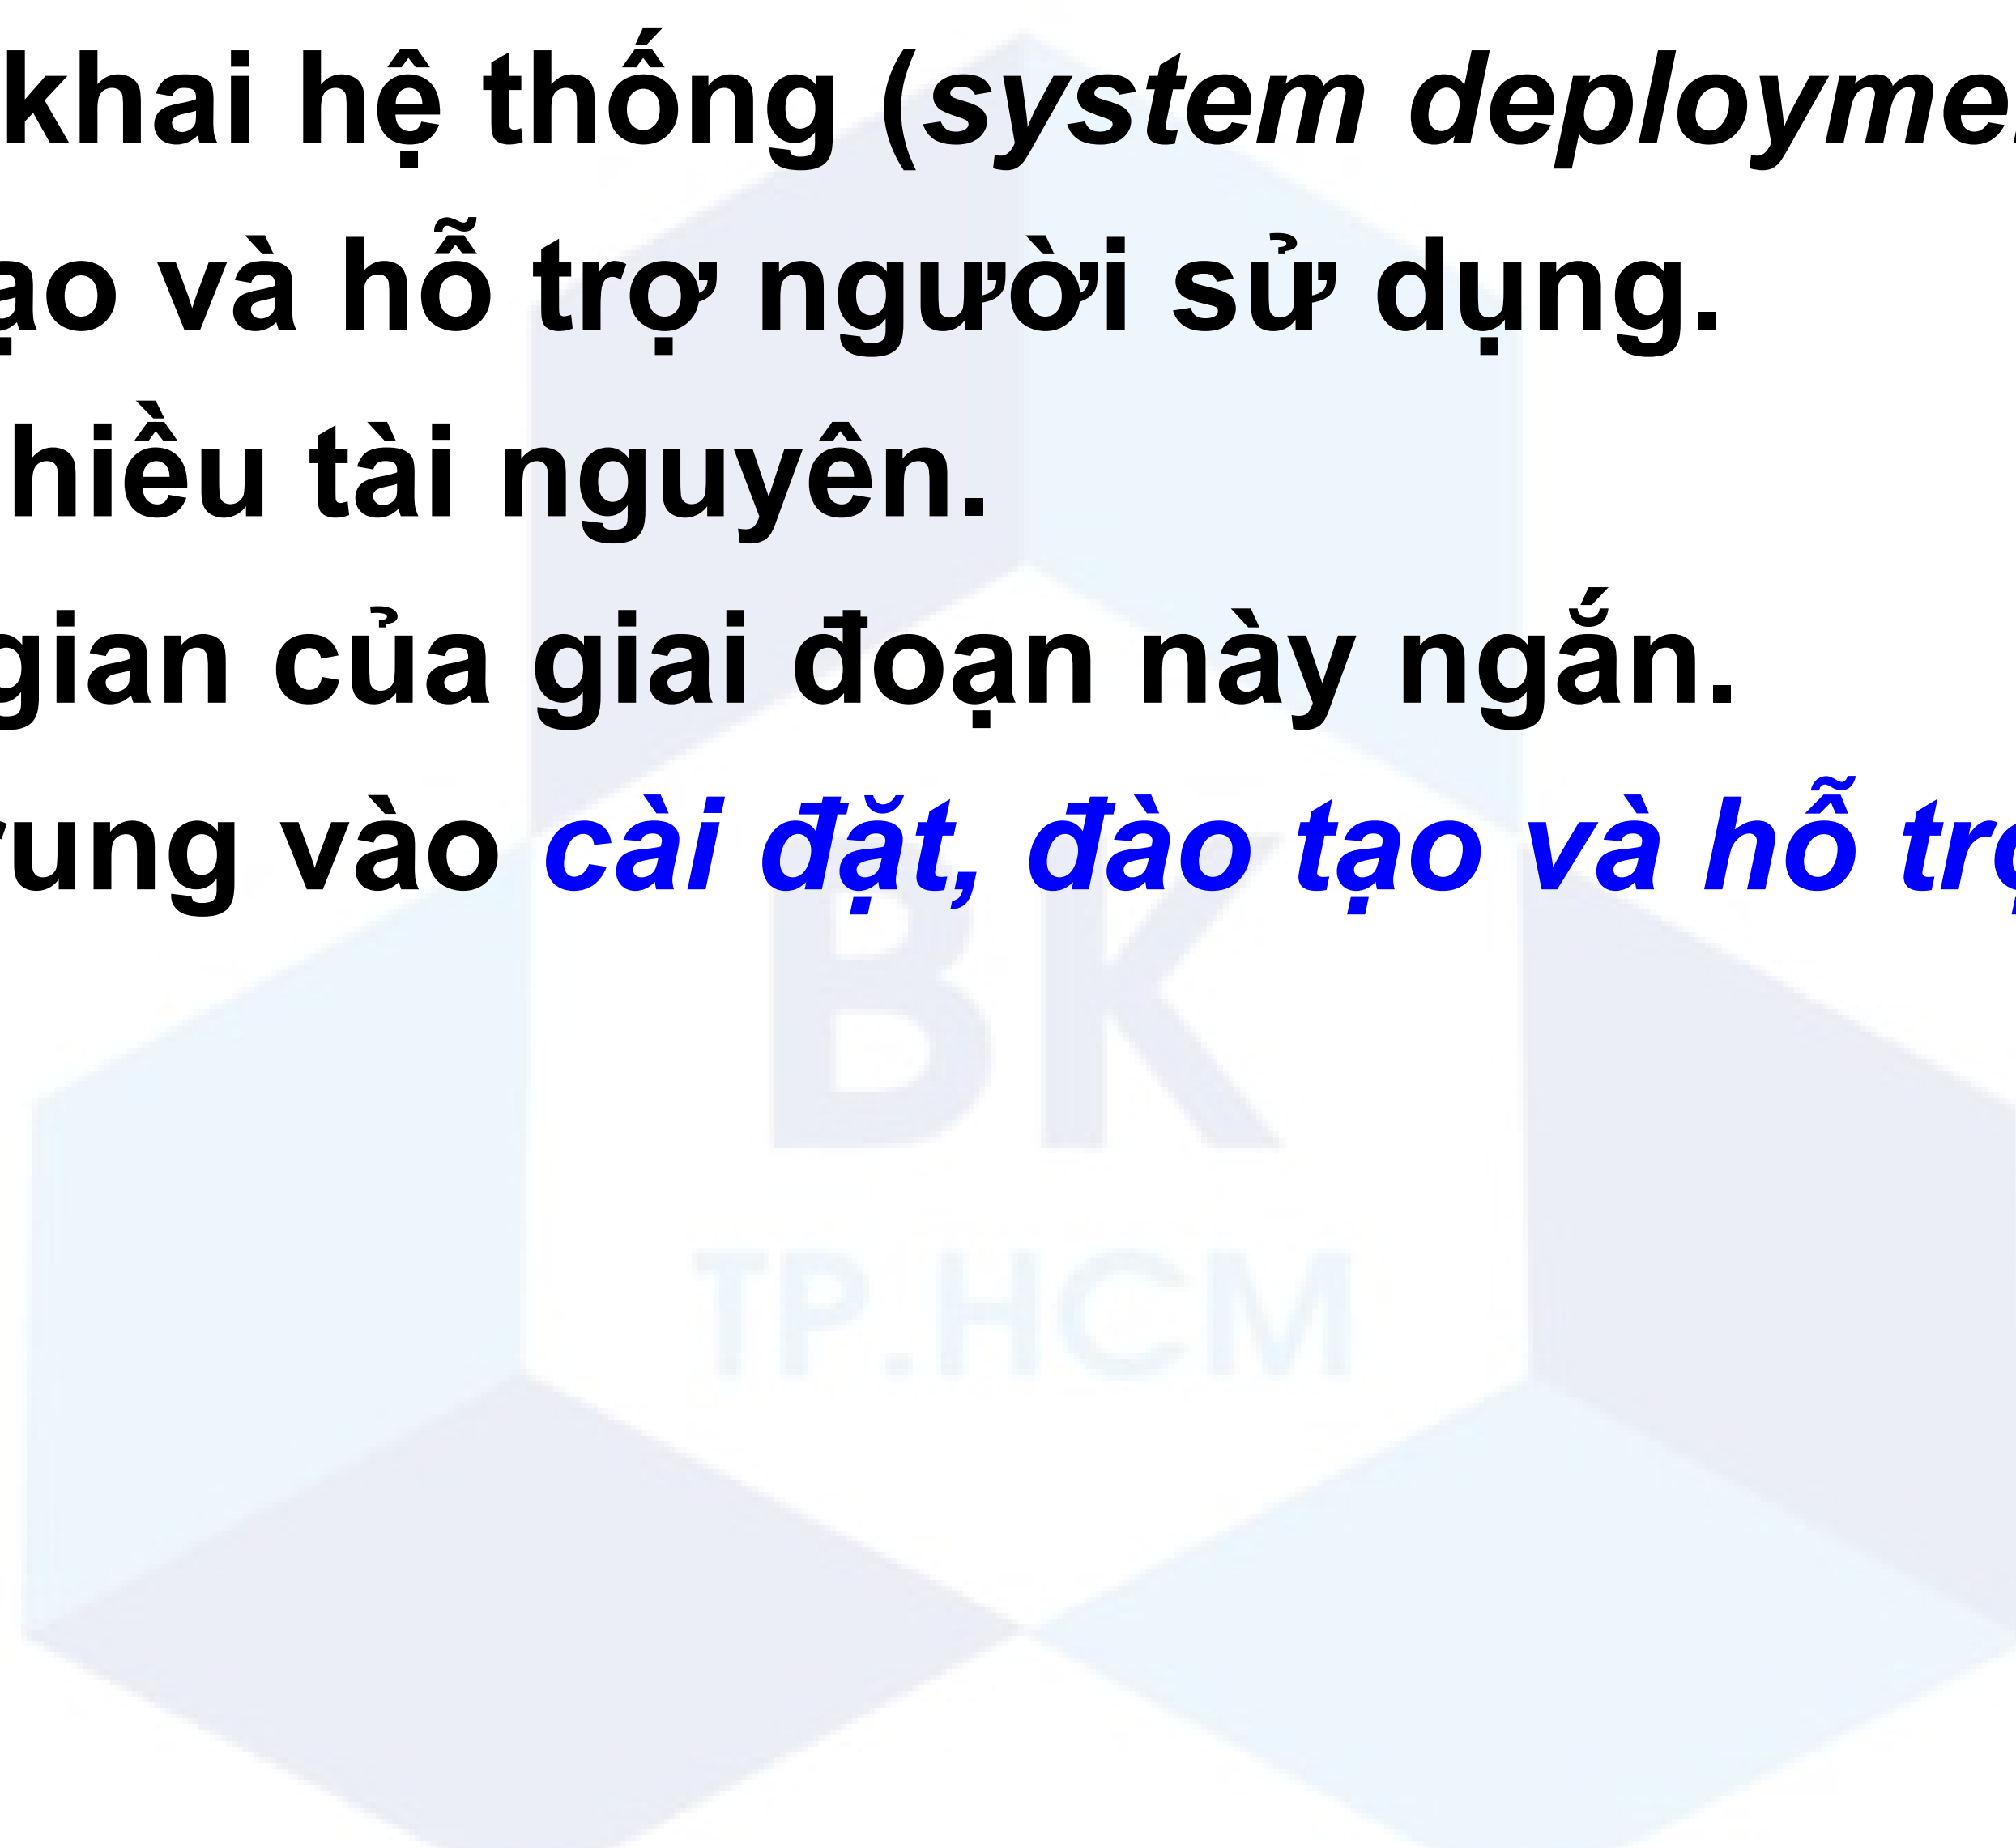 khai hệ thống (system deployme
ạo và hỗ trợ người sử dụng.
hiều tài nguyên.
gian của giai đoạn này ngắn.
rung vào cài đặt, đào tạo và hỗ trợ
BK
TP.HCM